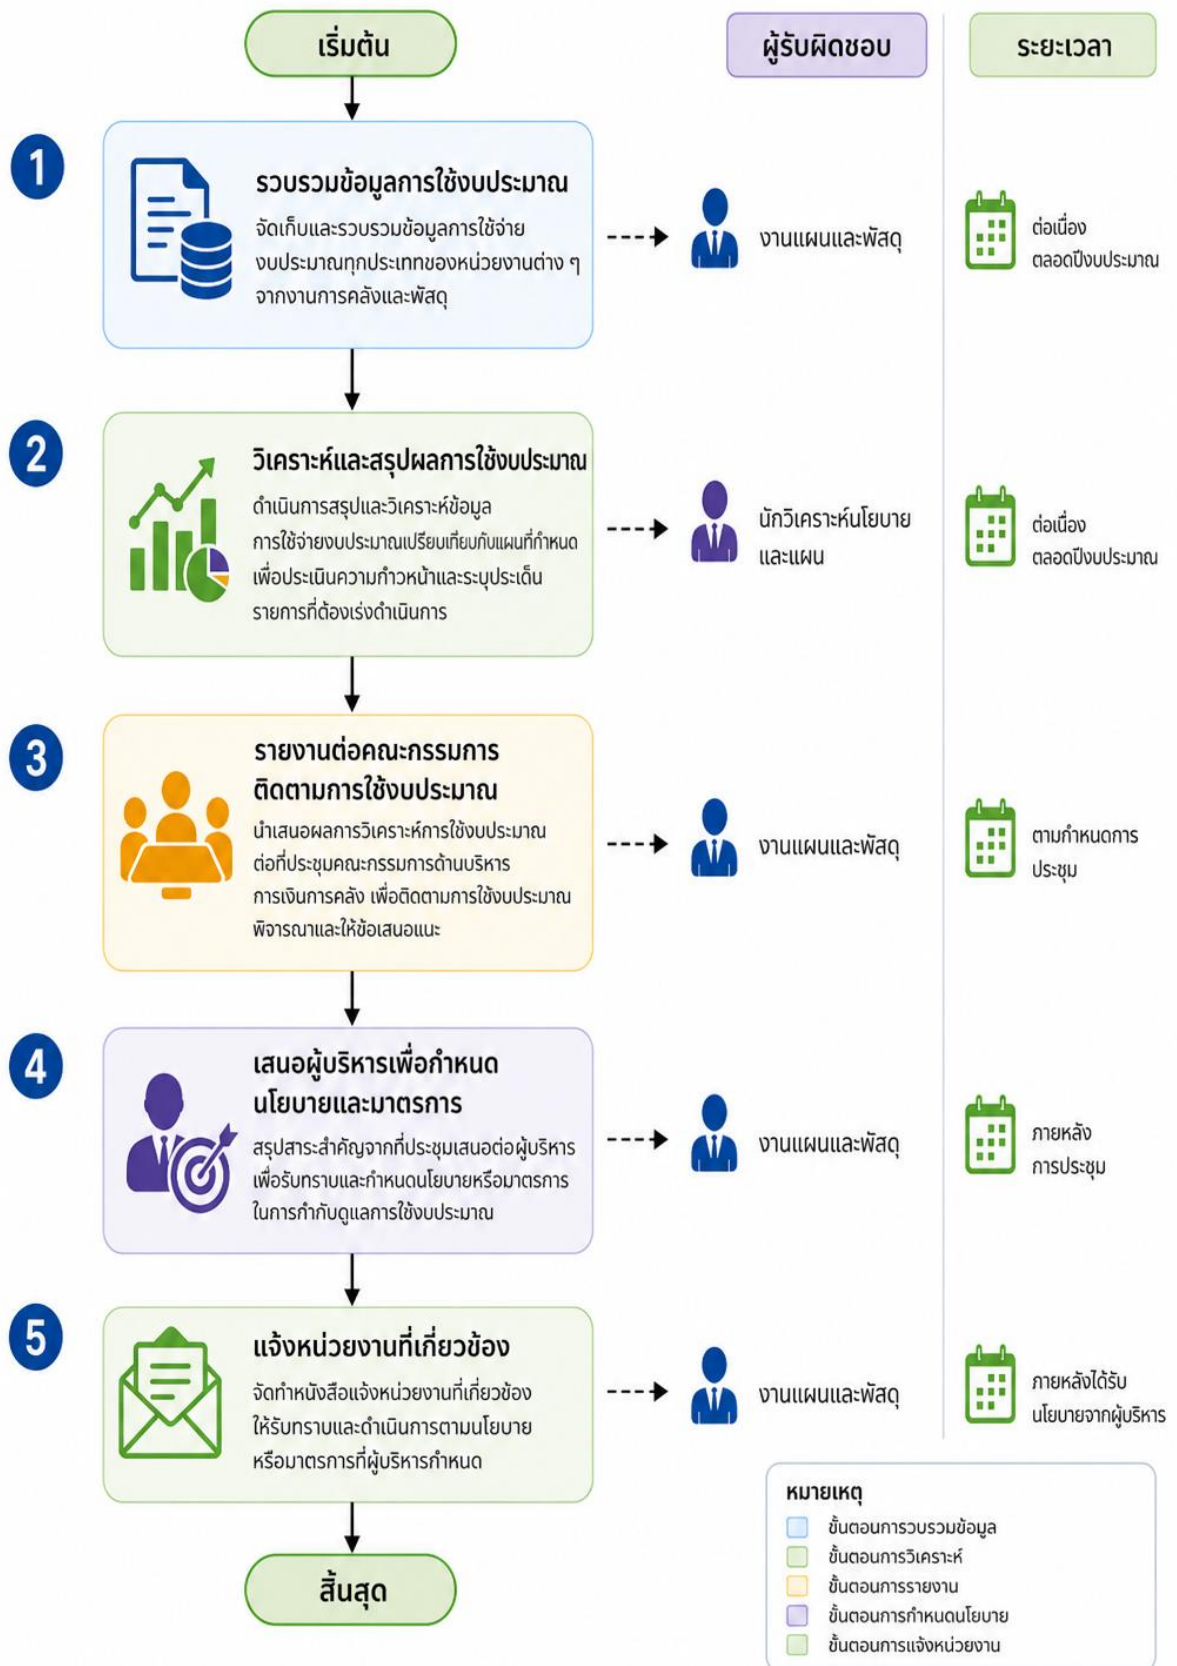 เริ่มต้น
ผู้รับผิดชอบ
ระยะเวลา
1
รวบรวมข้อมูลการใช้งบประมาณ
จัดเก็บและรวบรวมข้อมูลการใช้จ่าย
งบประมาณทุกประเภทของหน่วยงานต่าง ๆ
จากงานการคลังและพัสดุ
งานแผนและพัสดุ
ต่อเนื่อง
ตลอดปีงบประมาณ
2
วิเคราะห์และสรุปผลการใช้งบประมาณ
ดำเนินการสรุปและวิเคราะห์ข้อมูล
การใช้จ่ายงบประมาณเปรียบเทียบกับแผนที่กำหนด
เพื่อประเมินความก้าวหน้าและระบุประเด็น
รายการที่ต้องเร่งดำเนินการ
นักวิเคราะห์นโยบาย
และแผน
ต่อเนื่อง
ตลอดปีงบประมาณ
3
รายงานต่อคณะกรรมการ
ติดตามการใช้งบประมาณ
นำเสนอผลการวิเคราะห์การใช้งบประมาณ
ต่อที่ประชุมคณะกรรมการด้านบริหาร
การเงินการคลัง เพื่อติดตามการใช้งบประมาณ
พิจารณาและให้ข้อเสนอแนะ
งานแผนและพัสดุ
ตามกำหนดการ
ประชุม
4
เสนอผู้บริหารเพื่อกำหนด
นโยบายและมาตรการ
สรุปสาระสำคัญจากที่ประชุมเสนอต่อผู้บริหาร
เพื่อรับทราบและกำหนดนโยบายหรือมาตรการ
ในการกำกับดูแลการใช้งบประมาณ
งานแผนและพัสดุ
ภายหลัง
การประชุม
5
แจ้งหน่วยงานที่เกี่ยวข้อง
จัดทำหนังสือแจ้งหน่วยงานที่เกี่ยวข้อง
ให้รับทราบและดำเนินการตามนโยบาย
หรือมาตรการที่ผู้บริหารกำหนด
งานแผนและพัสดุ
ภายหลังได้รับ
นโยบายจากผู้บริหาร
สิ้นสุด
หมายเหตุ
ขั้นตอนการวบรวมข้อมูล
ขั้นตอนการวิเคราะห์
ขั้นตอนการรายงาน
ขั้นตอนการกำหนดนโยบาย
ขั้นตอนการแจ้งหน่วยงาน